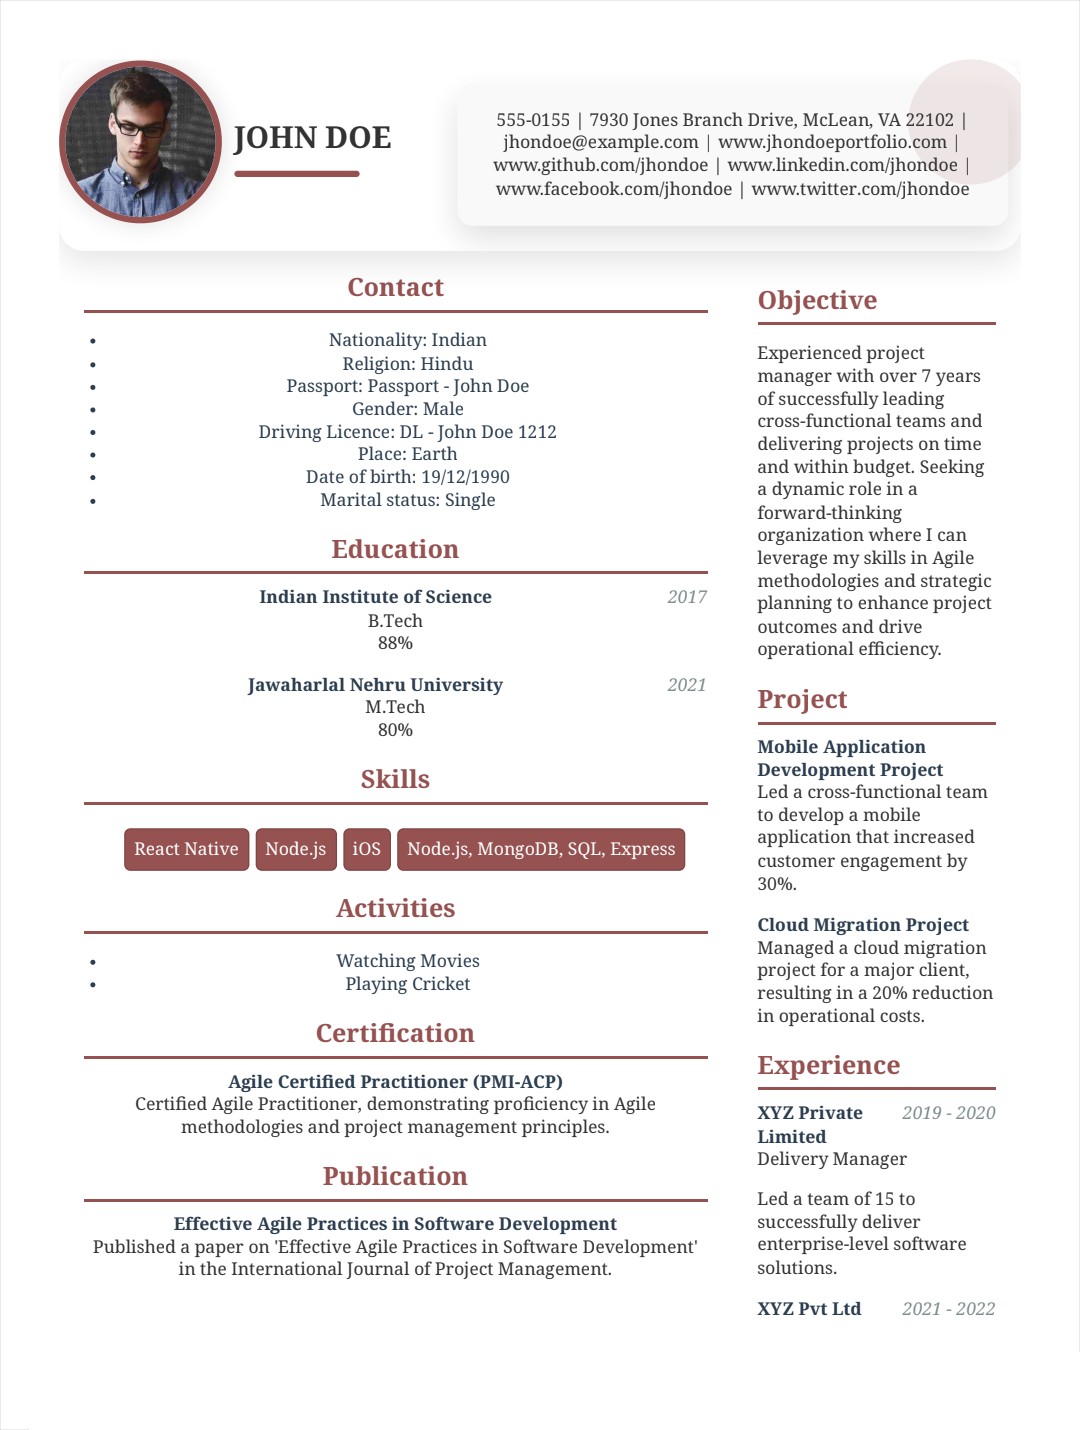 JOHN DOE
555-0155 | 7930 Jones Branch Drive, McLean, VA 22102 |
jhondoe@example.com | www.jhondoeportfolio.com |
www.github.com/jhondoe | www.linkedin.com/jhondoe |
www.facebook.com/jhondoe | www.twitter.com/jhondoe
Contact
• Nationality: Indian
• Religion: Hindu
• Passport: Passport - John Doe
• Gender: Male
• Driving Licence: DL - John Doe 1212
• Place: Earth
• Date of birth: 19/12/1990
• Marital status: Single
Education
Indian Institute of Science 2017
B.Tech
88%
Jawaharlal Nehru University 2021
M.Tech
80%
Skills
React Native Node.js iOS Node.js, MongoDB, SQL, Express
Activities
• Watching Movies
• Playing Cricket
Certification
Agile Certified Practitioner (PMI-ACP)
Certified Agile Practitioner, demonstrating proficiency in Agile
methodologies and project management principles.
Publication
Effective Agile Practices in Software Development
Published a paper on 'Effective Agile Practices in Software Development'
in the International Journal of Project Management.
Objective
Experienced project
manager with over 7 years
of successfully leading
cross-functional teams and
delivering projects on time
and within budget. Seeking
a dynamic role in a
forward-thinking
organization where I can
leverage my skills in Agile
methodologies and strategic
planning to enhance project
outcomes and drive
operational efficiency.
Project
Mobile Application
Development Project
Led a cross-functional team
to develop a mobile
application that increased
customer engagement by
30%.
Cloud Migration Project
Managed a cloud migration
project for a major client,
resulting in a 20% reduction
in operational costs.
Experience
XYZ Private 2019 - 2020
Limited
Delivery Manager
Led a team of 15 to
successfully deliver
enterprise-level software
solutions.
XYZ Pvt Ltd 2021 - 2022